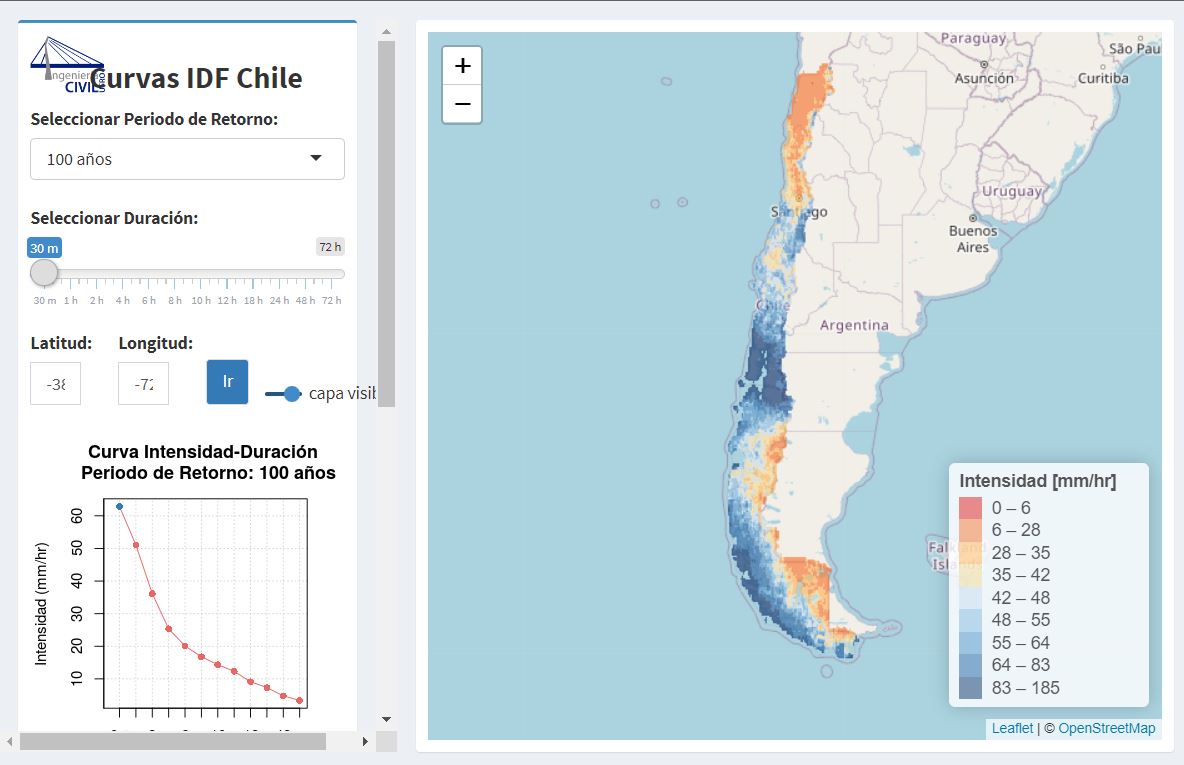 Ingeniería
CIVIL
Curvas IDF Chile
Seleccionar Periodo de Retorno:
100 años
Seleccionar Duración:
30 m
72 h
30 m 1 h 2 h 4 h 6 h 8 h 10 h 12 h 18 h 24 h 48 h 72 h
Latitud: Longitud:
-38 -72 Ir capa visib
Curva Intensidad-Duración
Periodo de Retorno: 100 años
Intensidad (mm/hr)
60
50
40
30
20
10
+
−
Paraguay
São Pau
Asunción
Curitiba
Uruguay
Santiago
Buenos
Aires
Chile
Argentina
Falkland
Islands
Intensidad [mm/hr]
0 – 6
6 – 28
28 – 35
35 – 42
42 – 48
48 – 55
55 – 64
64 – 83
83 – 185
Leaflet | © OpenStreetMap